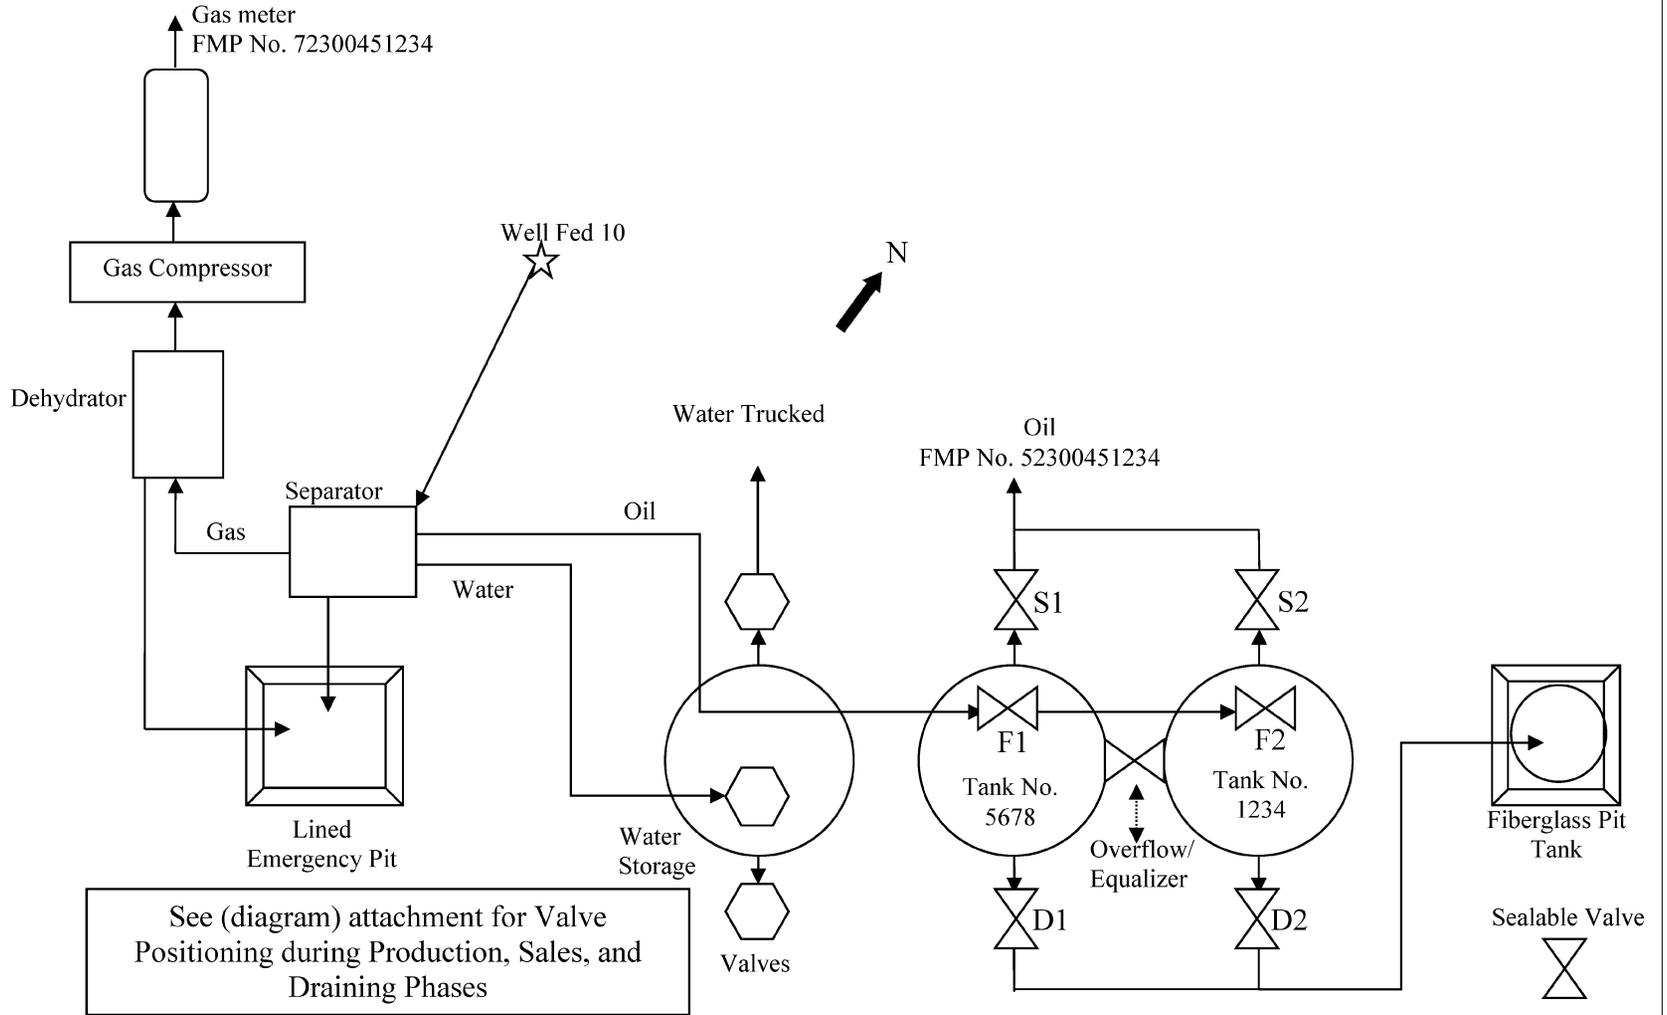 Gas meter
FMP No. 72300451234
Well Fed 10
N
Gas Compressor
Dehydrator
Water Trucked
Oil
FMP No. 52300451234
Separator
Oil
Gas
Water
S1
S2
F1
F2
Tank No.
5678
Tank No.
1234
Fiberglass Pit
Tank
Lined
Emergency Pit
Water
Storage
Overflow/
Equalizer
See (diagram) attachment for Valve
Positioning during Production, Sales, and
Draining Phases
D1
D2
Sealable Valve
Valves